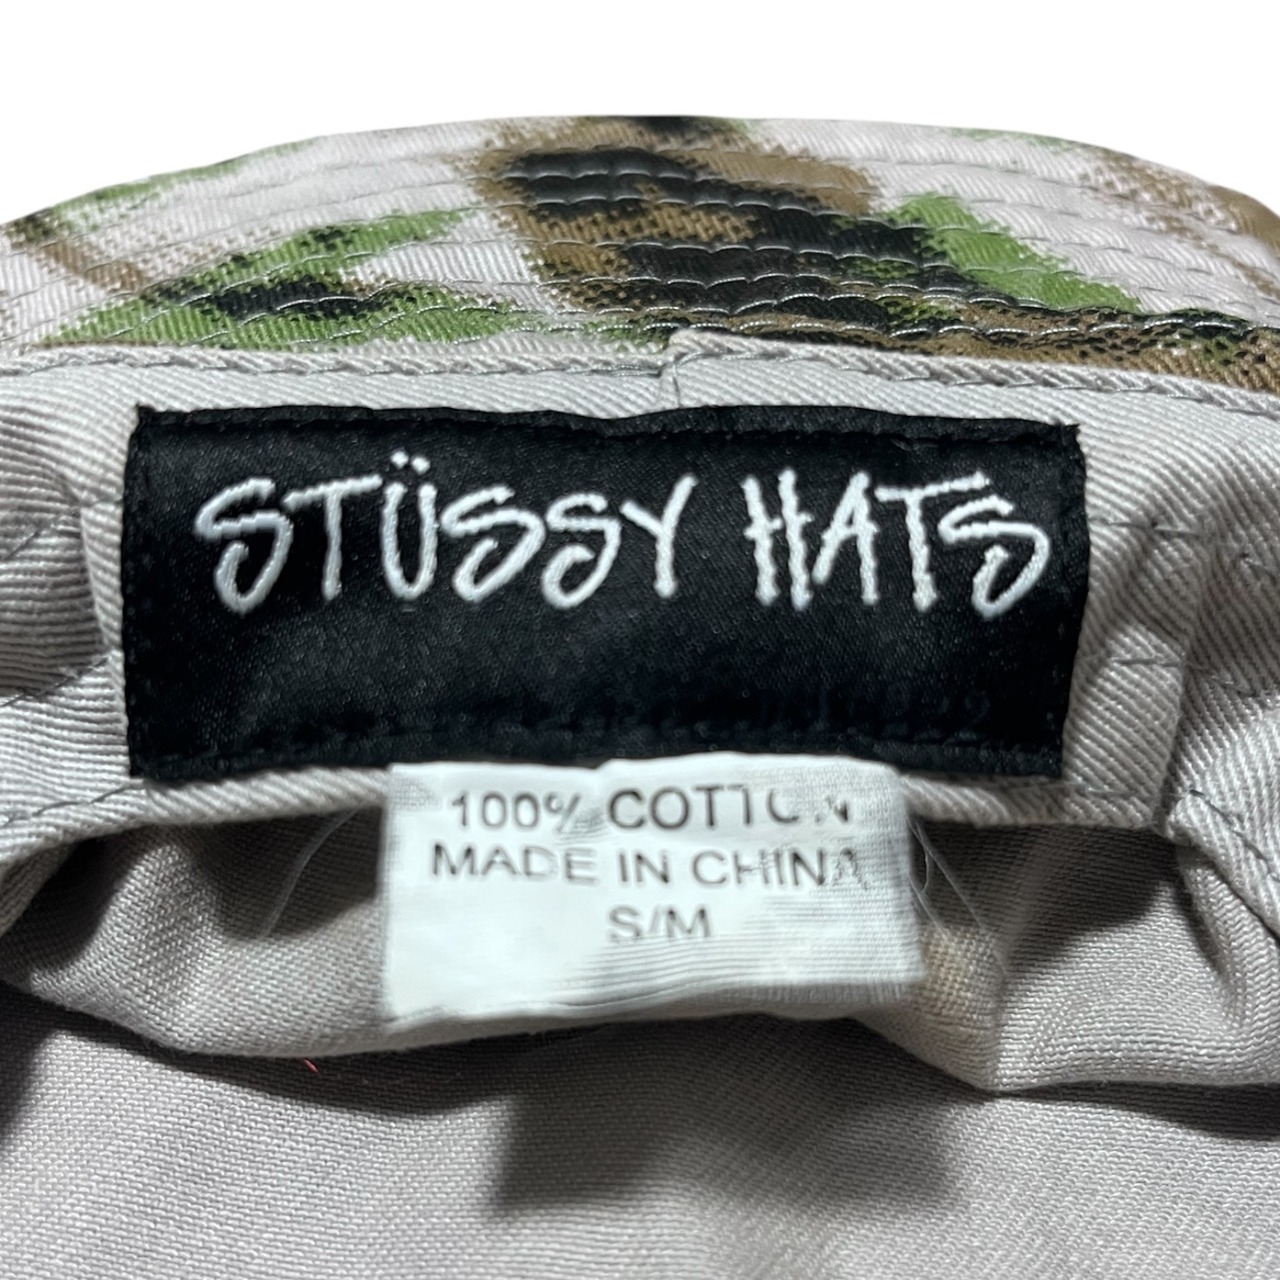 STÜSSY HATS
100% COTTON
MADE IN CHINA
S/M